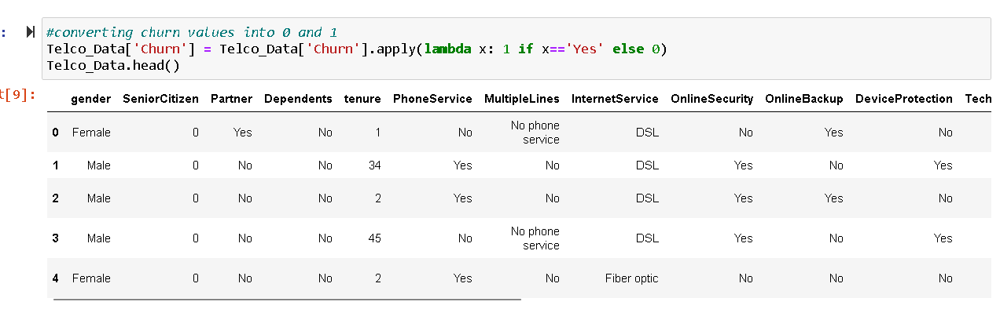 :
#converting churn values into 0 and 1
Telco_Data['Churn'] = Telco_Data['Churn'].apply(lambda x: 1 if x=='Yes' else 0)
Telco_Data.head()
t[9]:
gender SeniorCitizen Partner Dependents tenure PhoneService MultipleLines InternetService OnlineSecurity OnlineBackup DeviceProtection Tech
0 Female 0 Yes No 1 No No phone service DSL No Yes No
1 Male 0 No No 34 Yes No DSL Yes No Yes
2 Male 0 No No 2 Yes No DSL Yes Yes No
3 Male 0 No No 45 No No phone service DSL Yes No Yes
4 Female 0 No No 2 Yes No Fiber optic No No No